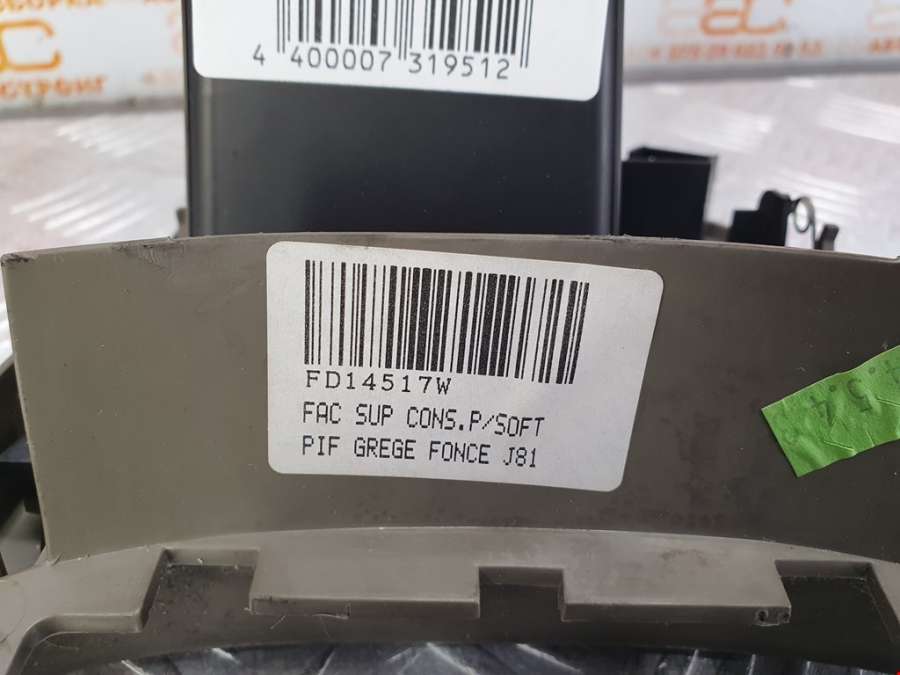 4 400007 319512
FD14517W
FAC SUP CONS.P/SOFT
PIF GREGE FONCE J81